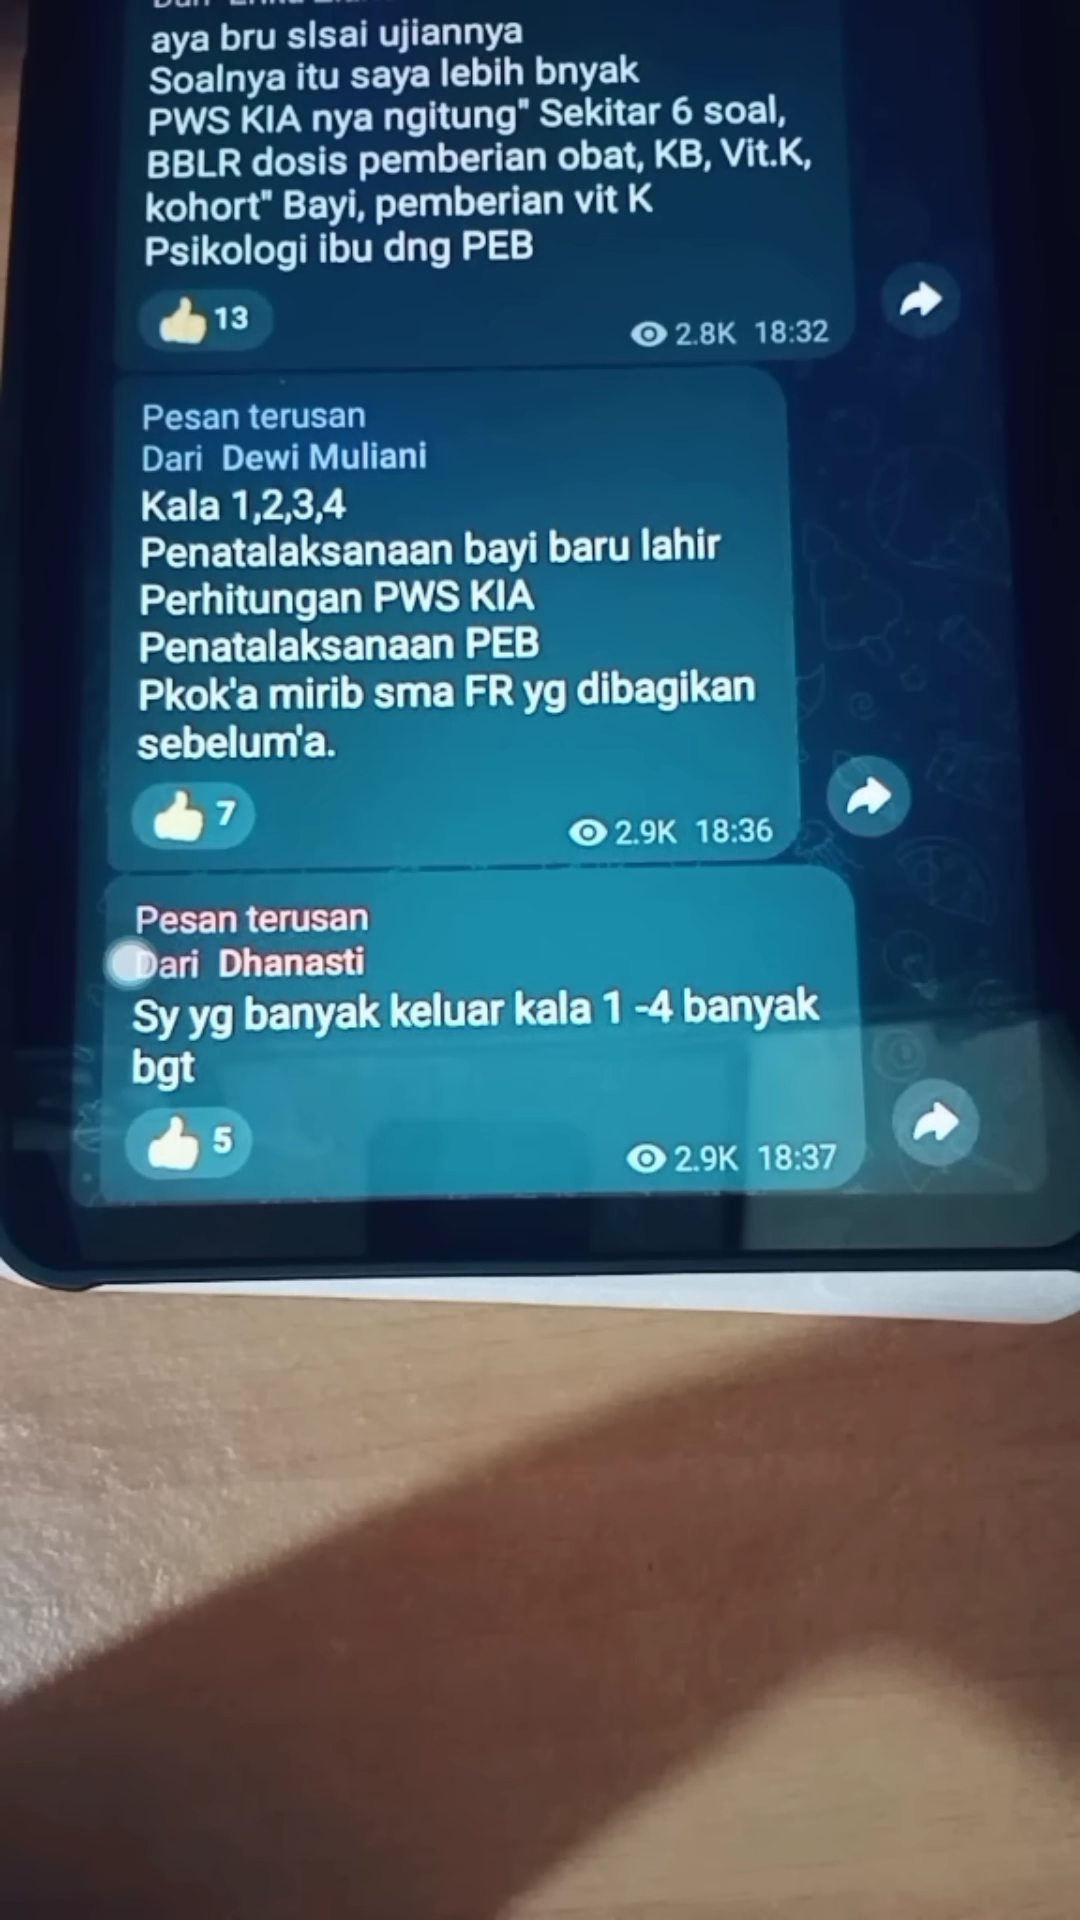 aya bru slsai ujiannya
Soalnya itu saya lebih bnyak
PWS KIA nya ngitung" Sekitar 6 soal,
BBLR dosis pemberian obat, KB, Vit.K,
kohort" Bayi, pemberian vit K
Psikologi ibu dng PEB
13
2.8K 18:32
Pesan terusan
Dari Dewi Muliani
Kala 1,2,3,4
Penatalaksanaan bayi baru lahir
Perhitungan PWS KIA
Penatalaksanaan PEB
Pkok'a mirib sma FR yg dibagikan
sebelum'a.
7
2.9K 18:36
Pesan terusan
Dari Dhanasti
Sy yg banyak keluar kala 1 -4 banyak
bgt
5
2.9K 18:37